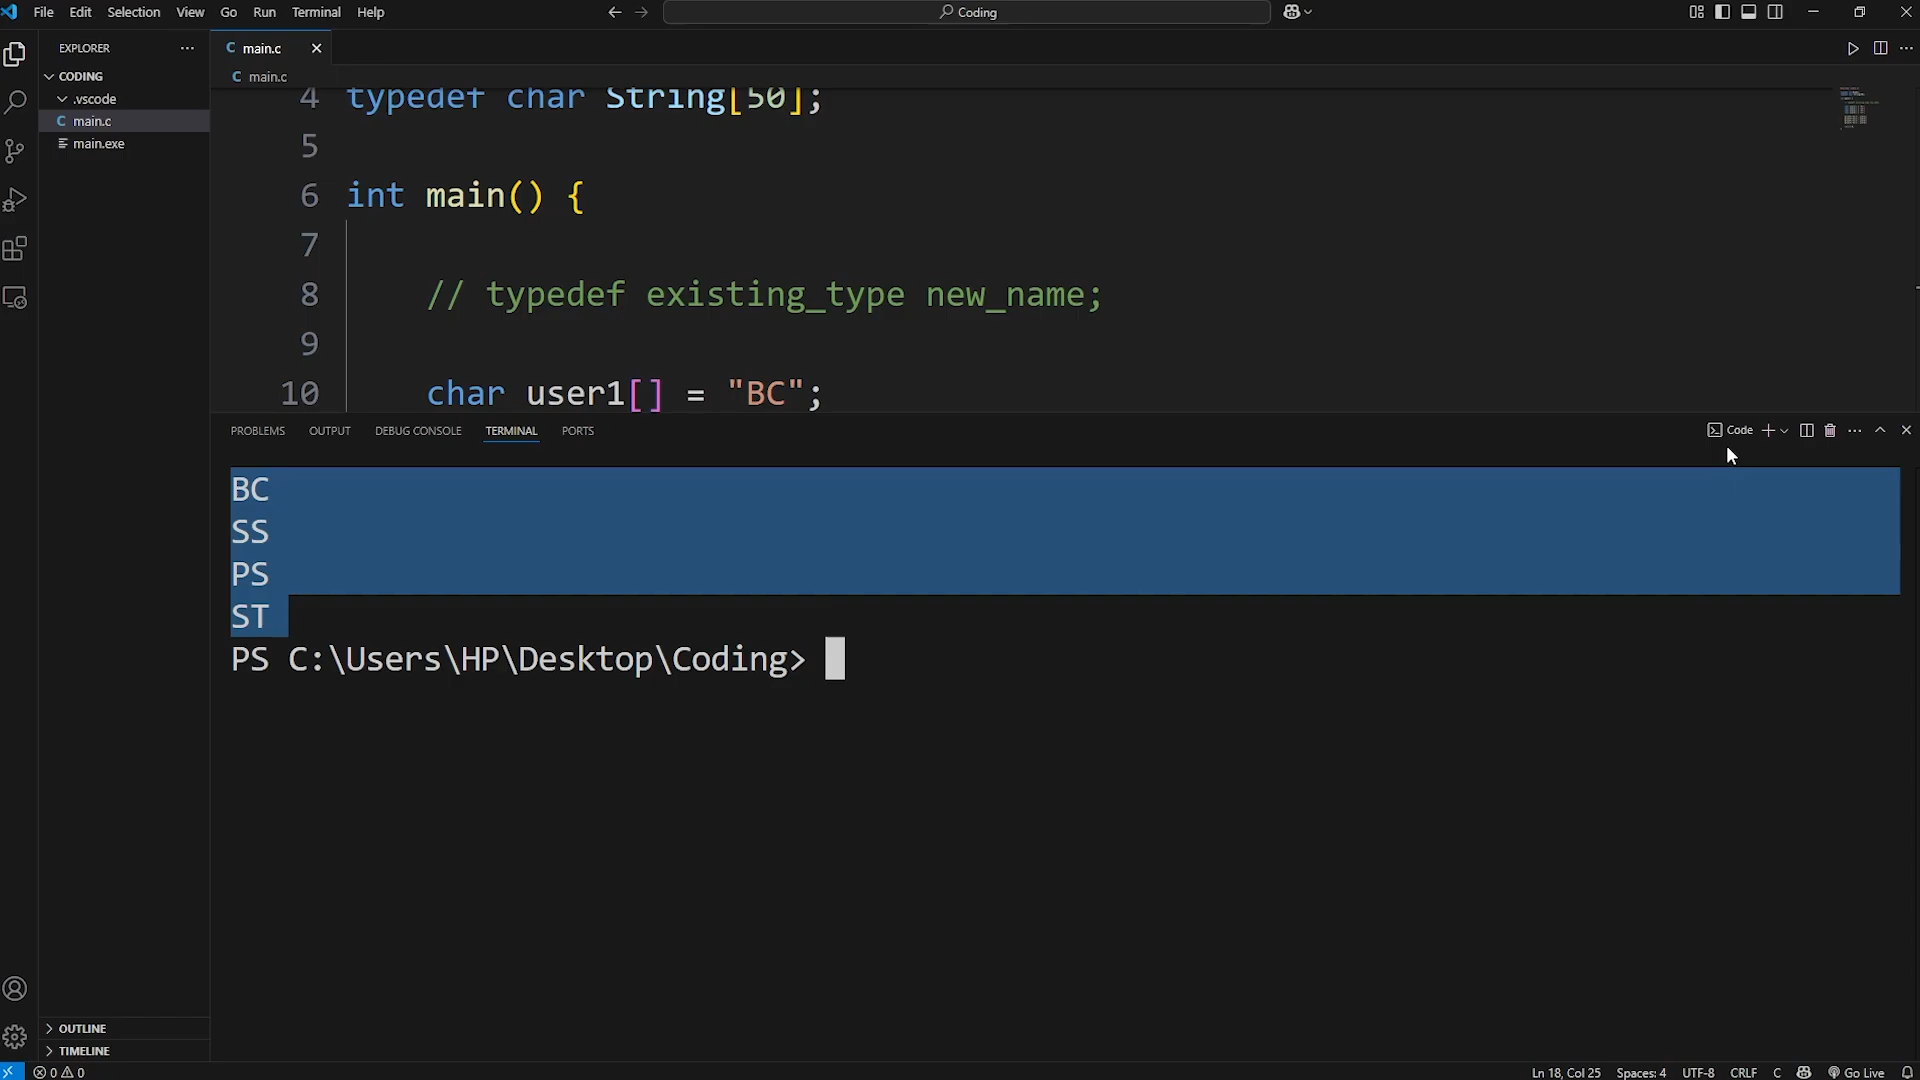 File Edit Selection View Go Run Terminal Help Coding
EXPLORER
CODING
.vscode
C main.c
main.exe
OUTLINE
TIMELINE
C main.c
C main.c
4 typedef char String[50];
5
6 int main() {
7
8 // typedef existing_type new_name;
9
10 char user1[] = "BC";
PROBLEMS OUTPUT DEBUG CONSOLE TERMINAL PORTS Code
BC
SS
PS
ST
PS C:\Users\HP\Desktop\Coding>
0 0 Ln 18, Col 25 Spaces: 4 UTF-8 CRLF C Go Live